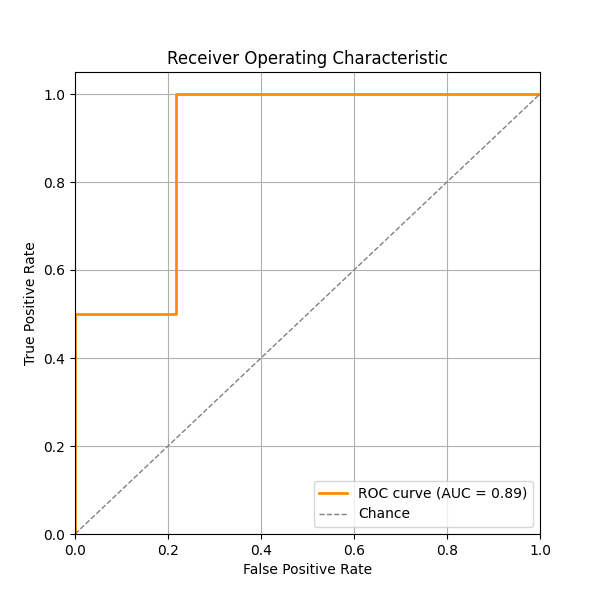 Receiver Operating Characteristic
True Positive Rate
1.0
0.8
0.6
0.4
0.2
0.0
0.0 0.2 0.4 0.6 0.8 1.0
False Positive Rate
ROC curve (AUC = 0.89)
Chance